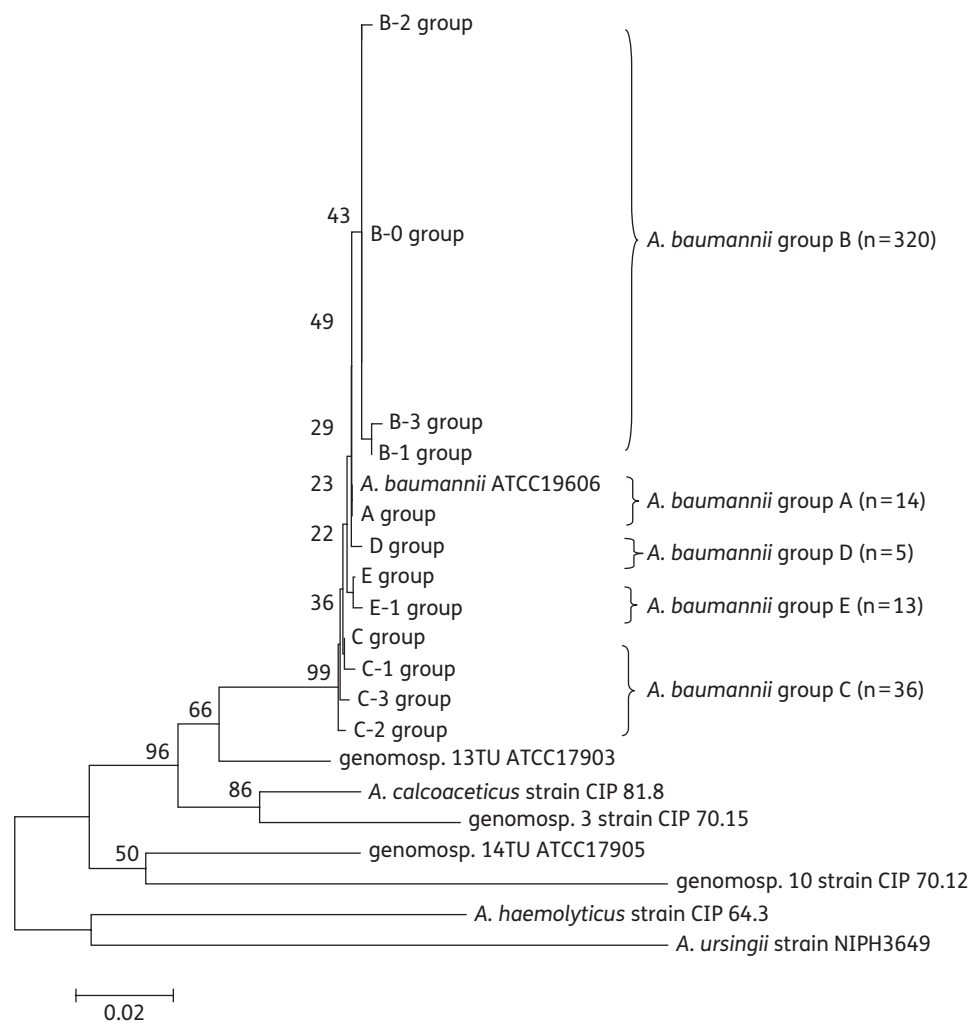 B-2 group
43
B-0 group
A. baumannii group B (n=320)
49
29
B-3 group
B-1 group
23
A. baumannii ATCC19606
A. baumannii group A (n=14)
A group
22
D group
A. baumannii group D (n=5)
E group
36
E-1 group
A. baumannii group E (n=13)
C group
99
C-1 group
A. baumannii group C (n=36)
C-3 group
66
C-2 group
96
genomosp. 13TU ATCC17903
86
A. calcoaceticus strain CIP 81.8
genomosp. 3 strain CIP 70.15
50
genomosp. 14TU ATCC17905
genomosp. 10 strain CIP 70.12
A. haemolyticus strain CIP 64.3
A. ursingii strain NIPH3649
0.02